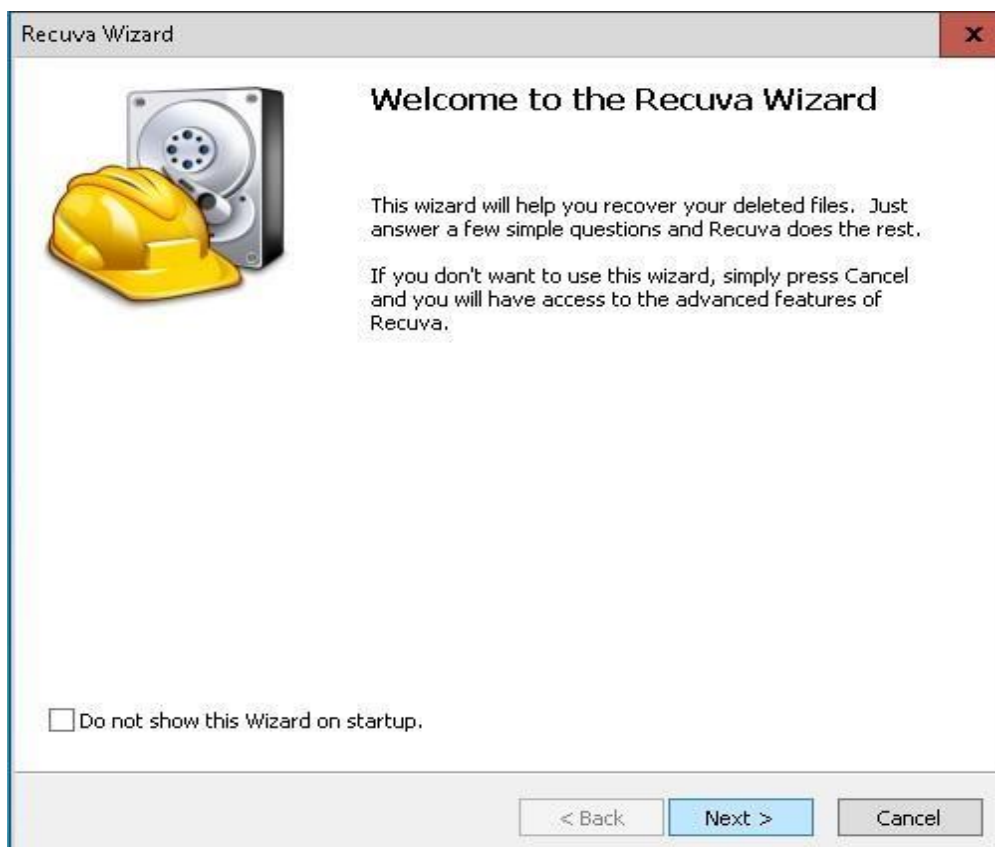 Recuva Wizard
Welcome to the Recuva Wizard
This wizard will help you recover your deleted files. Just
answer a few simple questions and Recuva does the rest.
If you don't want to use this wizard, simply press Cancel
and you will have access to the advanced features of
Recuva.
Do not show this Wizard on startup.
< Back Next > Cancel